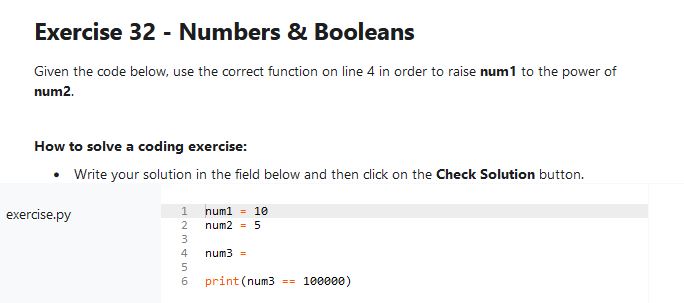 Exercise 32 - Numbers & Booleans
Given the code below, use the correct function on line 4 in order to raise num1 to the power of
num2.
How to solve a coding exercise:
• Write your solution in the field below and then click on the Check Solution button.
exercise.py
1 num1 = 10
2 num2 = 5
3
4 num3 =
5
6 print(num3 == 100000)